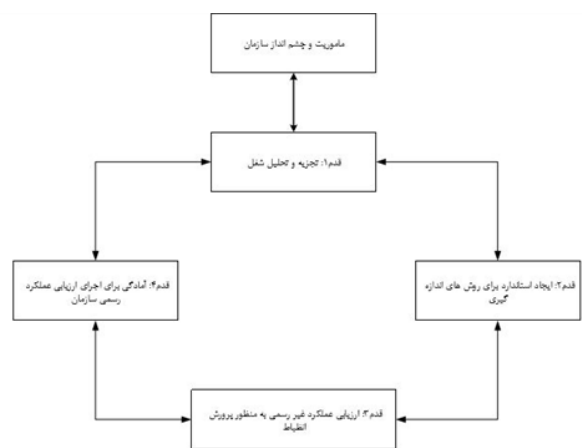 ماموریت و چشم انداز سازمان
قدم۱: تجزیه و تحلیل شغل
قدم۲: ایجاد استاندارد برای روش های اندازه
گیری
قدم۴: آمادگی برای اجرای ارزیابی عملکرد
رسمی سازمان
قدم۳: ارزیابی عملکرد غیر رسمی به منظور پرورش
انظباط